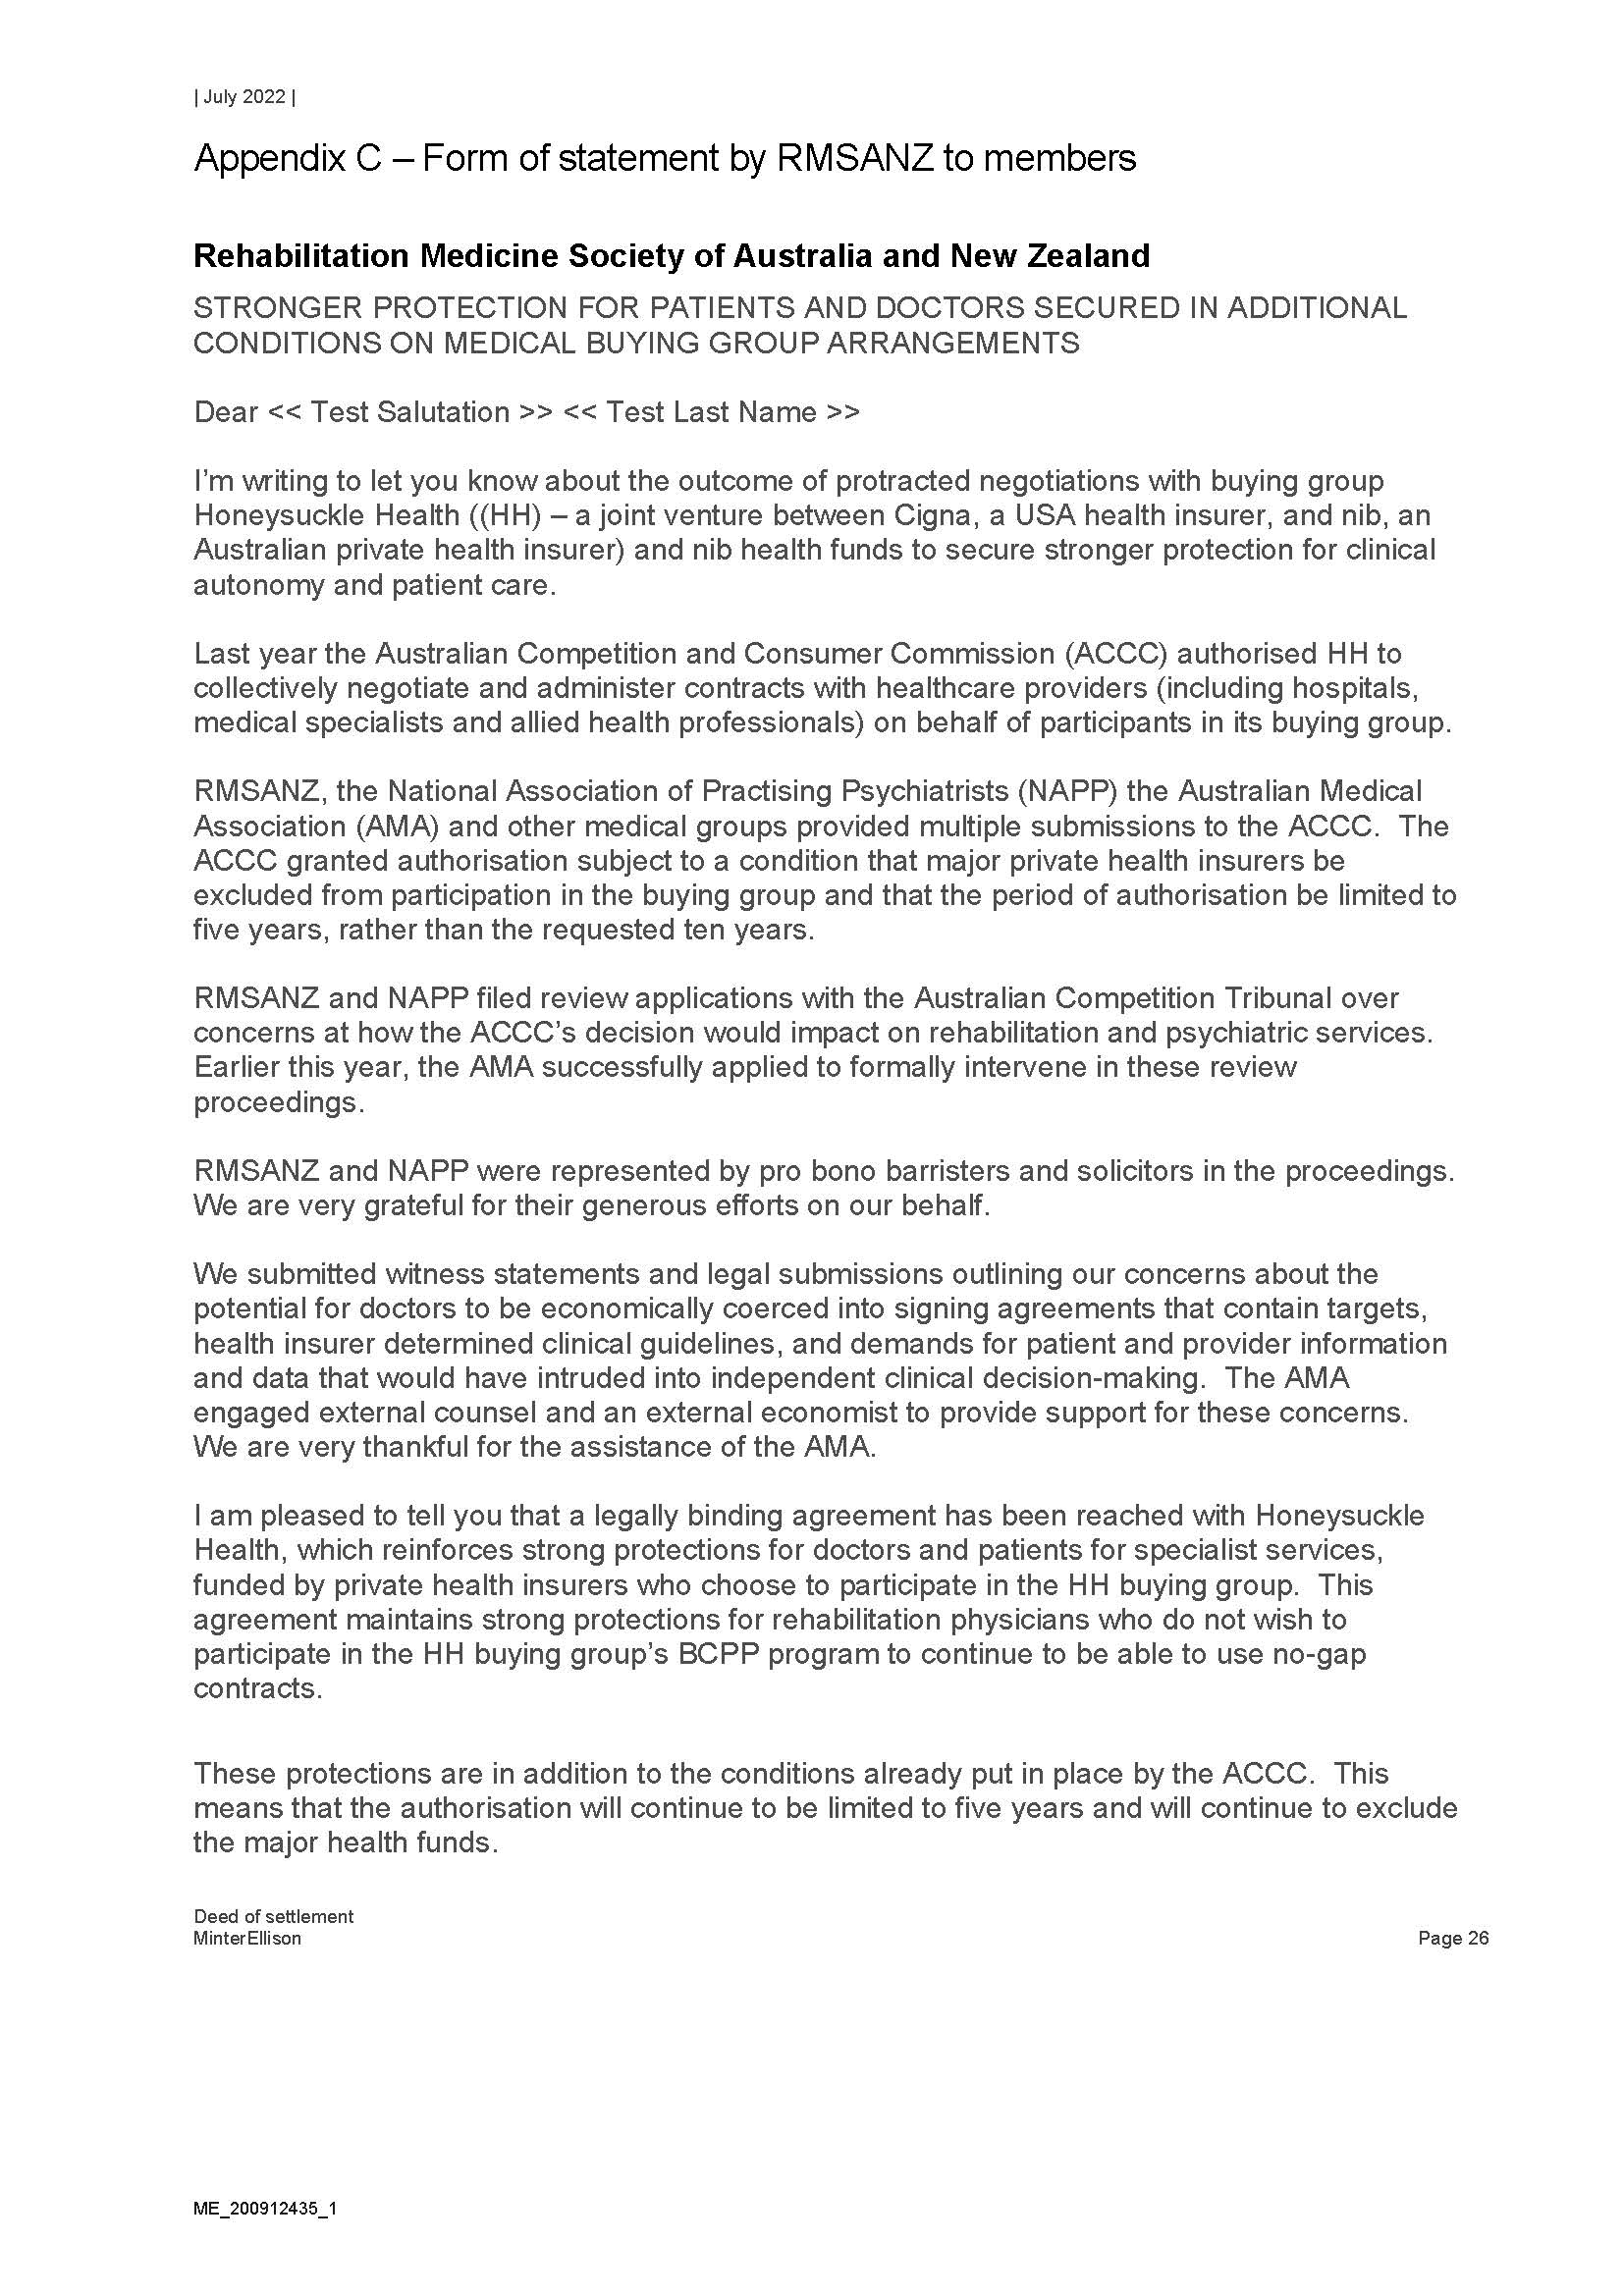 | July 2022 |
Appendix C – Form of statement by RMSANZ to members
Rehabilitation Medicine Society of Australia and New Zealand
STRONGER PROTECTION FOR PATIENTS AND DOCTORS SECURED IN ADDITIONAL
CONDITIONS ON MEDICAL BUYING GROUP ARRANGEMENTS
Dear << Test Salutation >> << Test Last Name >>
I’m writing to let you know about the outcome of protracted negotiations with buying group
Honeysuckle Health ((HH) – a joint venture between Cigna, a USA health insurer, and nib, an
Australian private health insurer) and nib health funds to secure stronger protection for clinical
autonomy and patient care.
Last year the Australian Competition and Consumer Commission (ACCC) authorised HH to
collectively negotiate and administer contracts with healthcare providers (including hospitals,
medical specialists and allied health professionals) on behalf of participants in its buying group.
RMSANZ, the National Association of Practising Psychiatrists (NAPP) the Australian Medical
Association (AMA) and other medical groups provided multiple submissions to the ACCC.  The
ACCC granted authorisation subject to a condition that major private health insurers be
excluded from participation in the buying group and that the period of authorisation be limited to
five years, rather than the requested ten years.
RMSANZ and NAPP filed review applications with the Australian Competition Tribunal over
concerns at how the ACCC’s decision would impact on rehabilitation and psychiatric services.
Earlier this year, the AMA successfully applied to formally intervene in these review
proceedings.
RMSANZ and NAPP were represented by pro bono barristers and solicitors in the proceedings.
We are very grateful for their generous efforts on our behalf.
We submitted witness statements and legal submissions outlining our concerns about the
potential for doctors to be economically coerced into signing agreements that contain targets,
health insurer determined clinical guidelines, and demands for patient and provider information
and data that would have intruded into independent clinical decision-making.  The AMA
engaged external counsel and an external economist to provide support for these concerns.
We are very thankful for the assistance of the AMA.
I am pleased to tell you that a legally binding agreement has been reached with Honeysuckle
Health, which reinforces strong protections for doctors and patients for specialist services,
funded by private health insurers who choose to participate in the HH buying group.  This
agreement maintains strong protections for rehabilitation physicians who do not wish to
participate in the HH buying group’s BCPP program to continue to be able to use no-gap
contracts.
These protections are in addition to the conditions already put in place by the ACCC.  This
means that the authorisation will continue to be limited to five years and will continue to exclude
the major health funds.
Deed of settlement
MinterEllison Page 26
ME_200912435_1